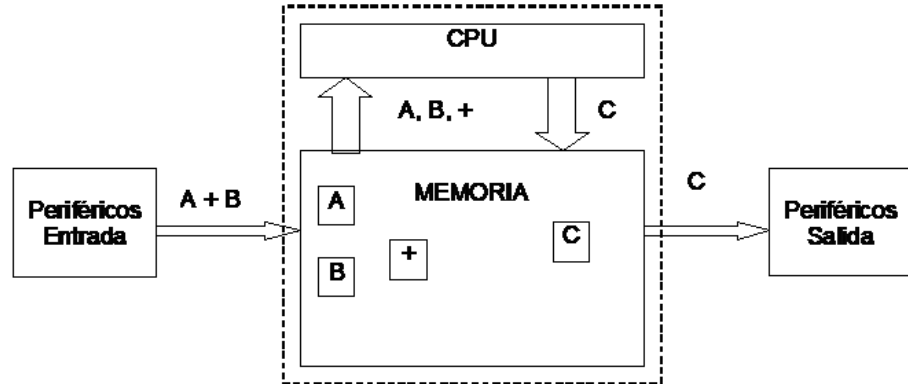 CPU
A, B, +
C
Periféricos
Entrada
A + B
MEMORIA
A
B
+
C
C
Periféricos
Salida